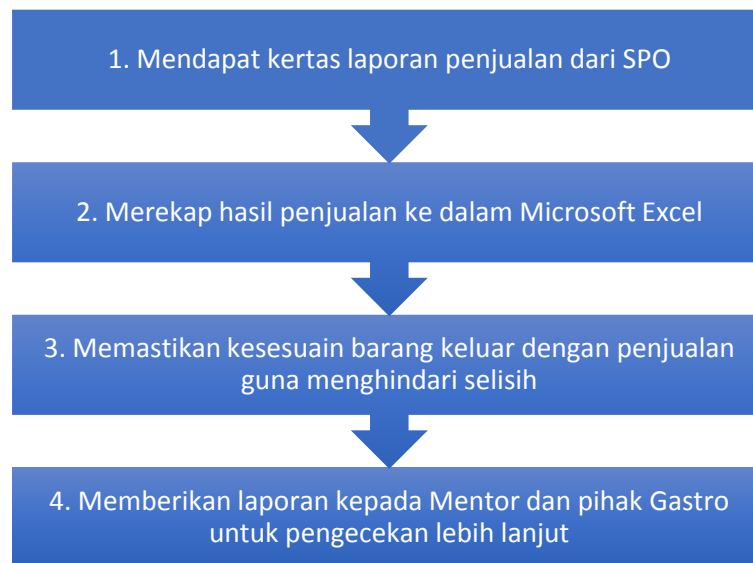 1. Mendapat kertas laporan penjualan dari SPO
2. Merekap hasil penjualan ke dalam Microsoft Excel
3. Memastikan kesesuain barang keluar dengan penjualan
guna menghindari selisih
4. Memberikan laporan kepada Mentor dan pihak Gastro
untuk pengecekan lebih lanjut